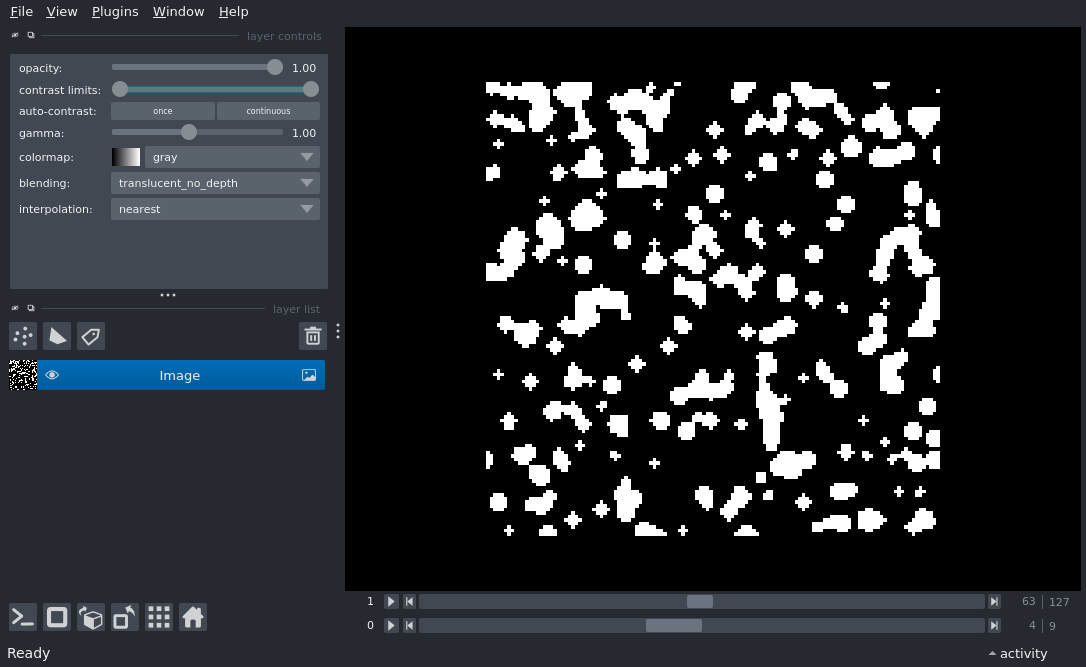 File View Plugins Window Help
layer controls
opacity: 1.00
contrast limits:
auto-contrast: once continuous
gamma: 1.00
colormap: gray
blending: translucent_no_depth
interpolation: nearest
layer list
Image
1 63 127
0 4 9
Ready activity